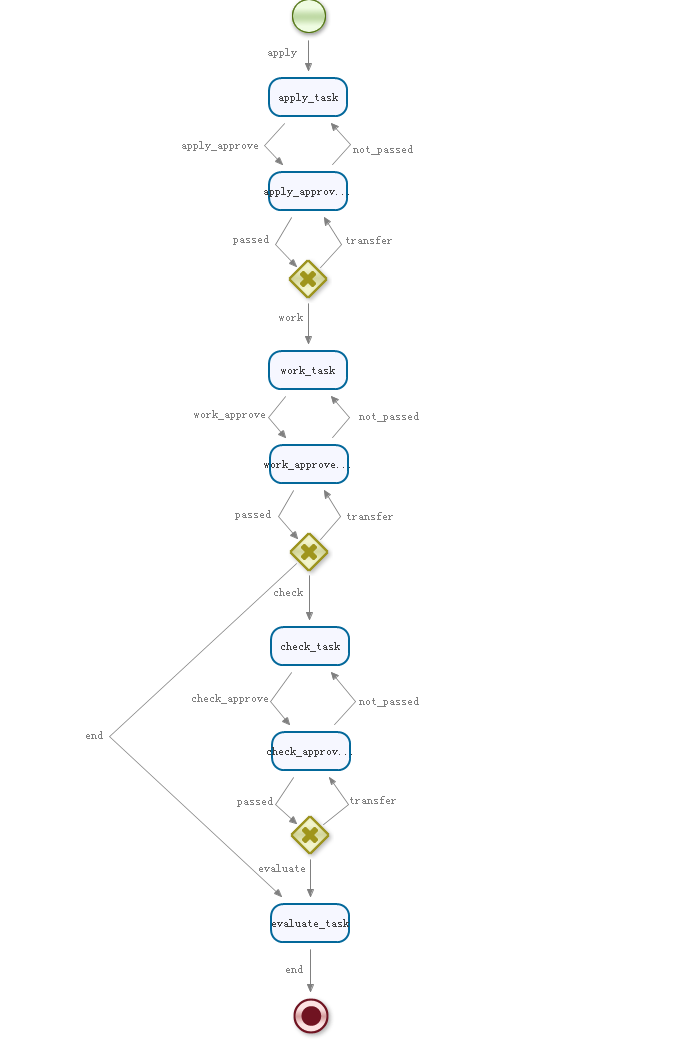 apply
apply_task
apply_approve
not_passed
apply_approv...
passed
transfer
work
work_task
work_approve
not_passed
work_approve...
passed
transfer
check
check_task
check_approve
not_passed
end
check_approv...
passed
transfer
evaluate
evaluate_task
end